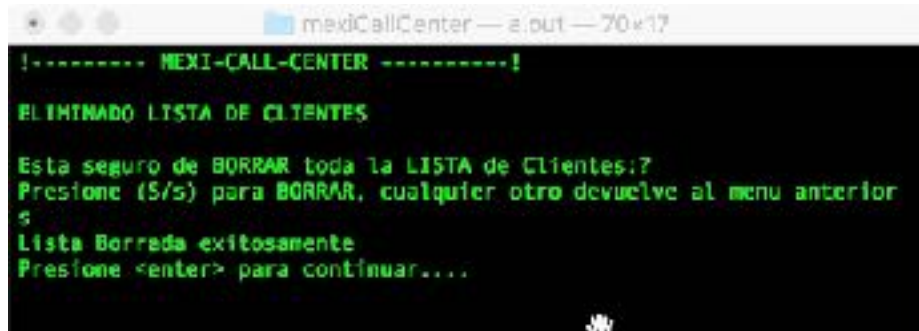 mexiCallCenter — a.out — 70×17
!--------- MEXI-CALL-CENTER ----------!
ELIMINADO LISTA DE CLIENTES
Esta seguro de BORRAR toda la LISTA de Clientes:?
Presione (S/s) para BORRAR, cualquier otro devuelve al menu anterior
s
Lista Borrada exitosamente
Presione <enter> para continuar....